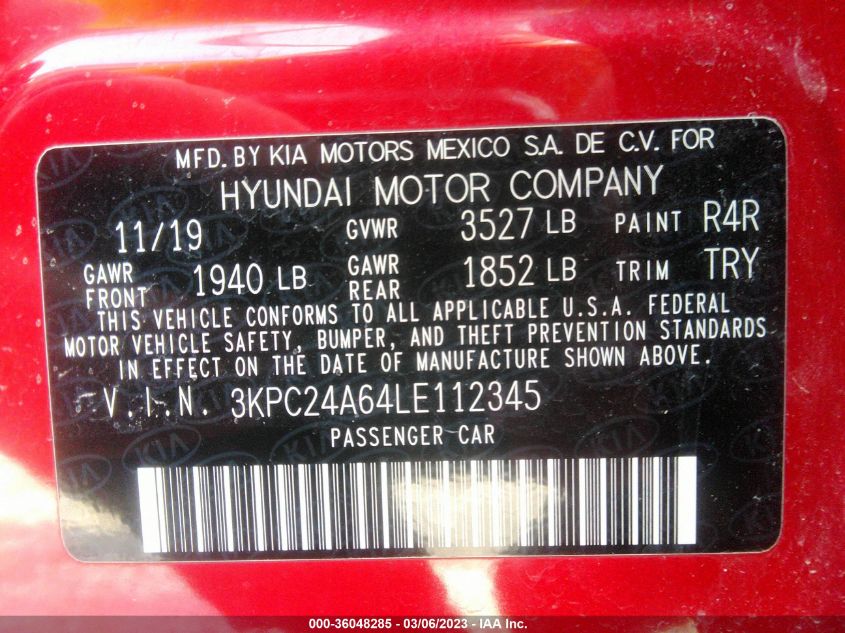 MFD. BY KIA MOTORS MEXICO S.A. DE C.V. FOR
HYUNDAI MOTOR COMPANY
11/19 GVWR 3527 LB PAINT R4R
GAWR FRONT 1940 LB GAWR REAR 1852 LB TRIM TRY
THIS VEHICLE CONFORMS TO ALL APPLICABLE U.S.A. FEDERAL
MOTOR VEHICLE SAFETY, BUMPER, AND THEFT PREVENTION STANDARDS
IN EFFECT ON THE DATE OF MANUFACTURE SHOWN ABOVE.
V.I.N. 3KPC24A64LE112345
PASSENGER CAR
000-36048285 - 03/06/2023 - IAA Inc.